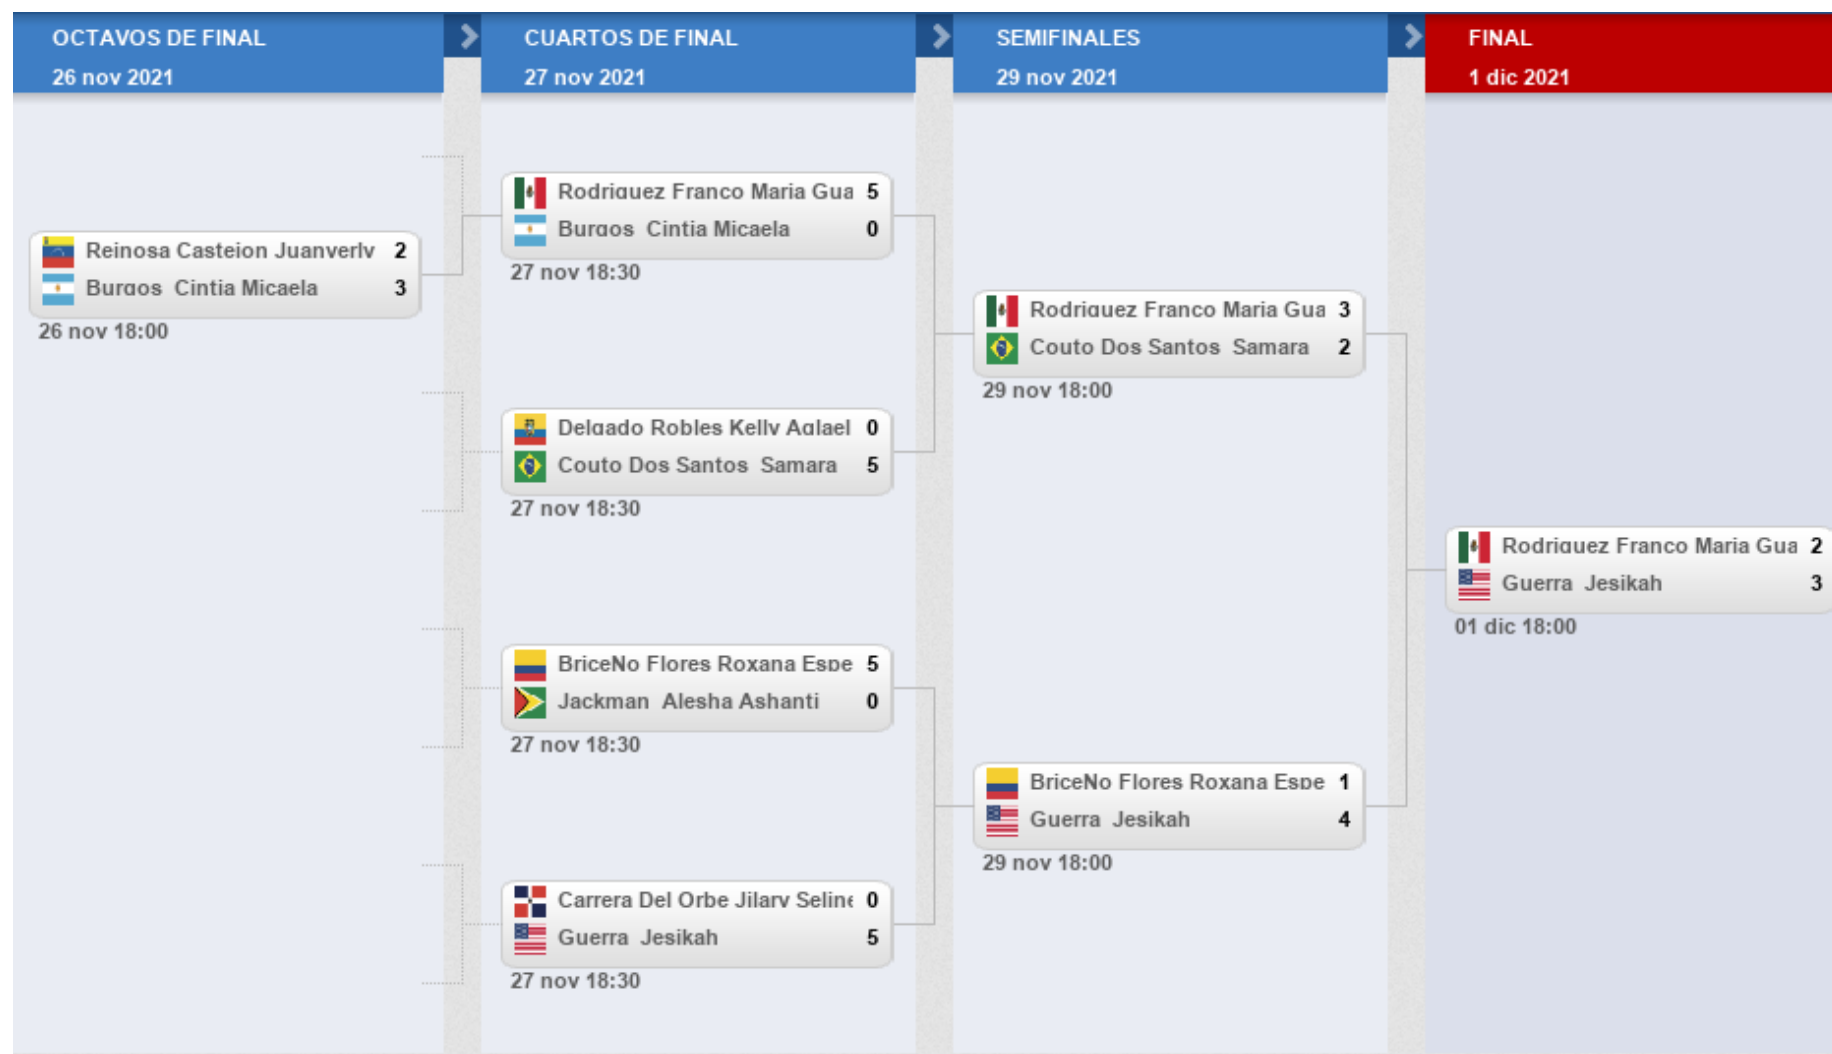 OCTAVOS DE FINAL
26 nov 2021
Reinosa Castejon Juanverly 2
Burgos Cintia Micaela 3
26 nov 18:00
CUARTOS DE FINAL
27 nov 2021
Rodriguez Franco Maria Gua 5
Burgos Cintia Micaela 0
27 nov 18:30
Delgado Robles Kelly Aglael 0
Couto Dos Santos Samara 5
27 nov 18:30
BriceNo Flores Roxana Espe 5
Jackman Alesha Ashanti 0
27 nov 18:30
Carrera Del Orbe Jilary Seline 0
Guerra Jesikah 5
27 nov 18:30
SEMIFINALES
29 nov 2021
Rodriguez Franco Maria Gua 3
Couto Dos Santos Samara 2
29 nov 18:00
BriceNo Flores Roxana Espe 1
Guerra Jesikah 4
29 nov 18:00
FINAL
1 dic 2021
Rodriguez Franco Maria Gua 2
Guerra Jesikah 3
01 dic 18:00